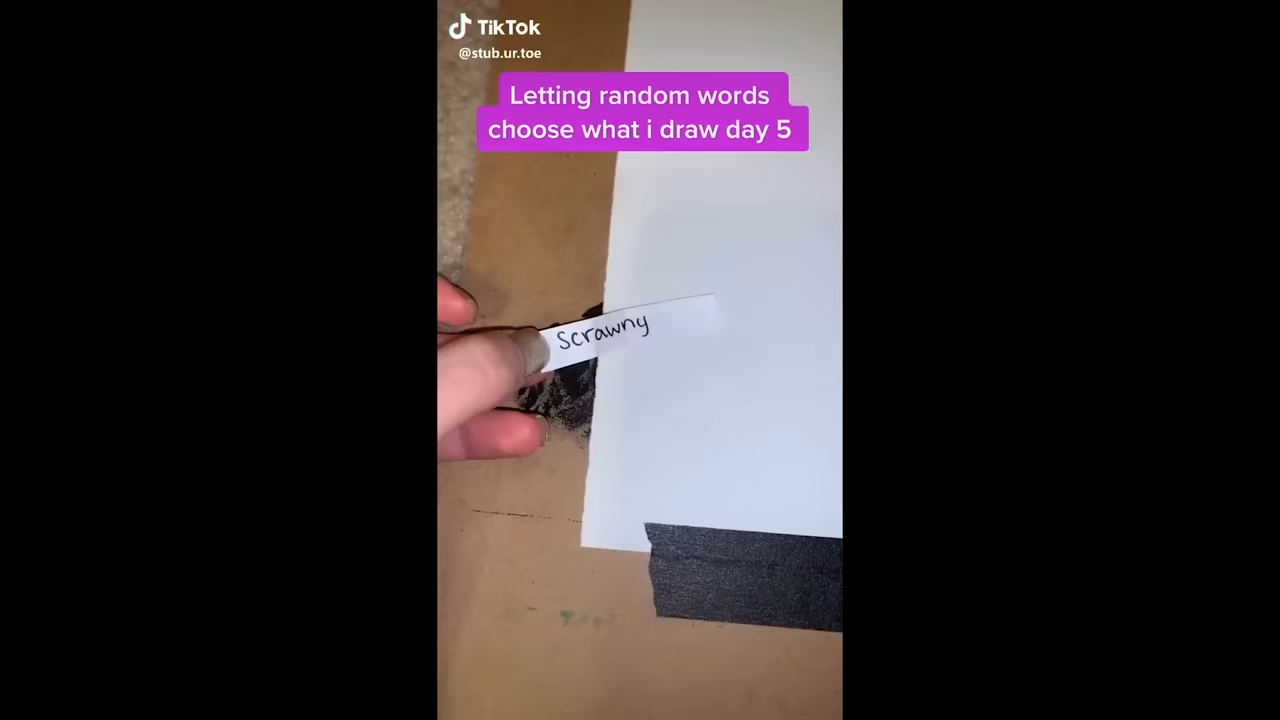 TikTok
@stub.ur.toe
Letting random words
choose what i draw day 5
Scrawny